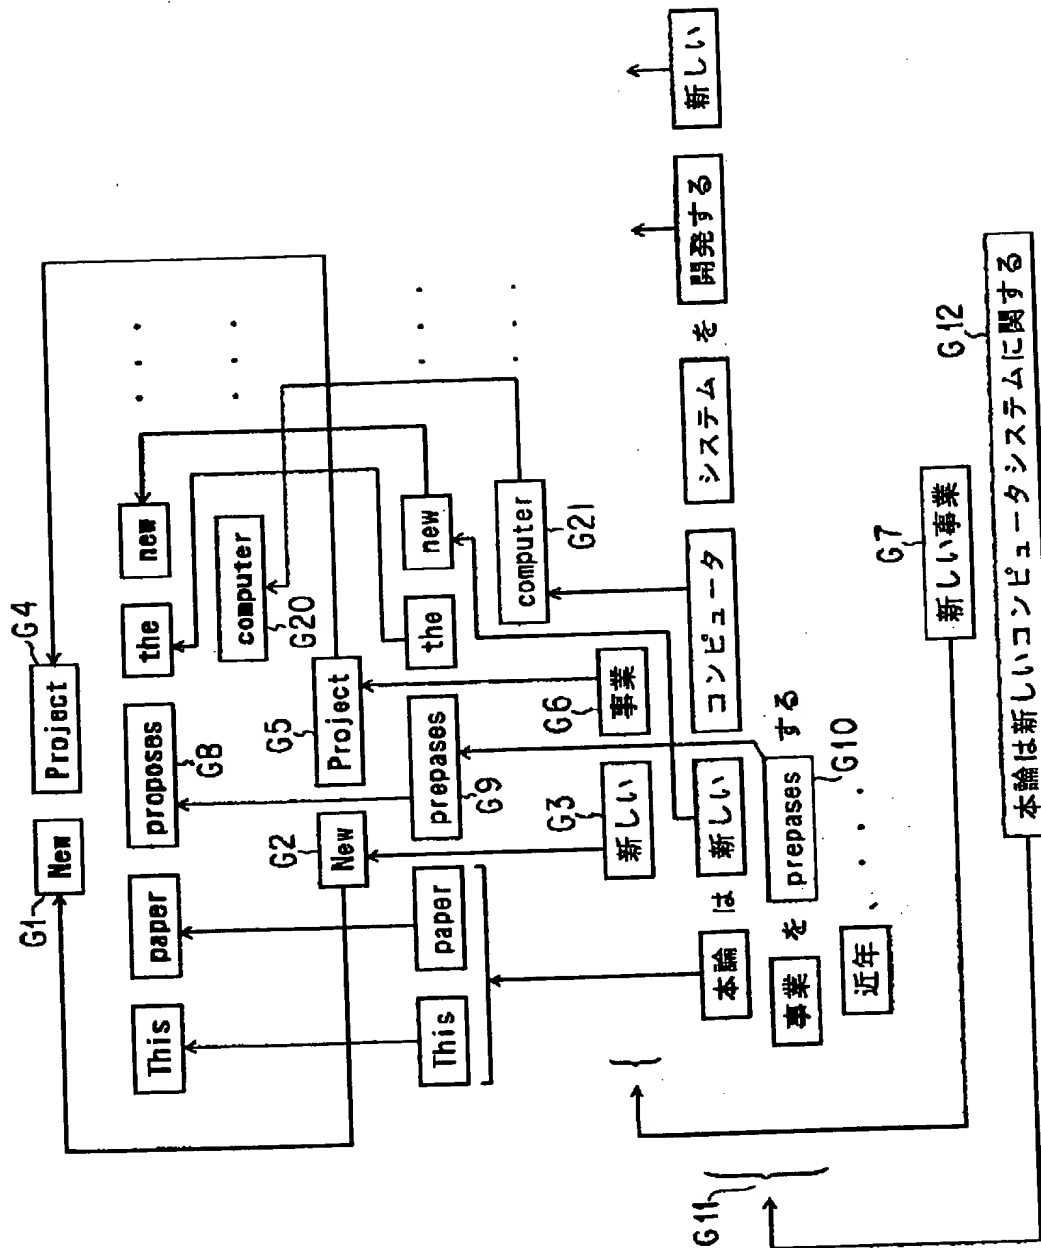 G1 G4
New Project
This paper proposes the new ・・・
G8
computer ・・・
G20
G2 G5
New Project
This paper prepases the new ・・・
G9
computer ・・・
G21
G3 G6
新しい 事業
本論 は 新しい コンピュータ システム を 開発する 新しい
事業 を prepases する
G10
近年 、・・・
G11
G7
新しい事業
G12
本論は新しいコンピュータシステムに関する